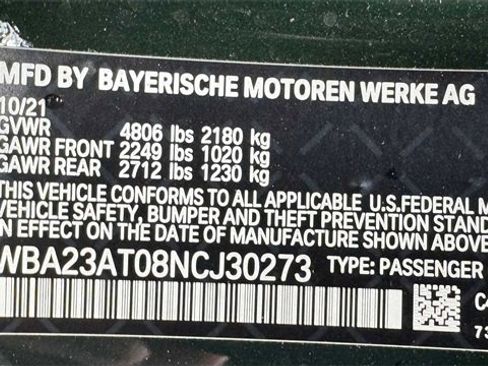 MFD BY BAYERISCHE MOTOREN WERKE AG
10/21
GVWR 4806 lbs 2180 kg
GAWR FRONT 2249 lbs 1020 kg
GAWR REAR 2712 lbs 1230 kg
THIS VEHICLE CONFORMS TO ALL APPLICABLE U.S.FEDERAL M
VEHICLE SAFETY, BUMPER AND THEFT PREVENTION STAND
IN ON THE DATE OF MANUFACTURE SHOWN ABOVE
WBA23AT08NCJ30273 TYPE: PASSENGER
C4
73